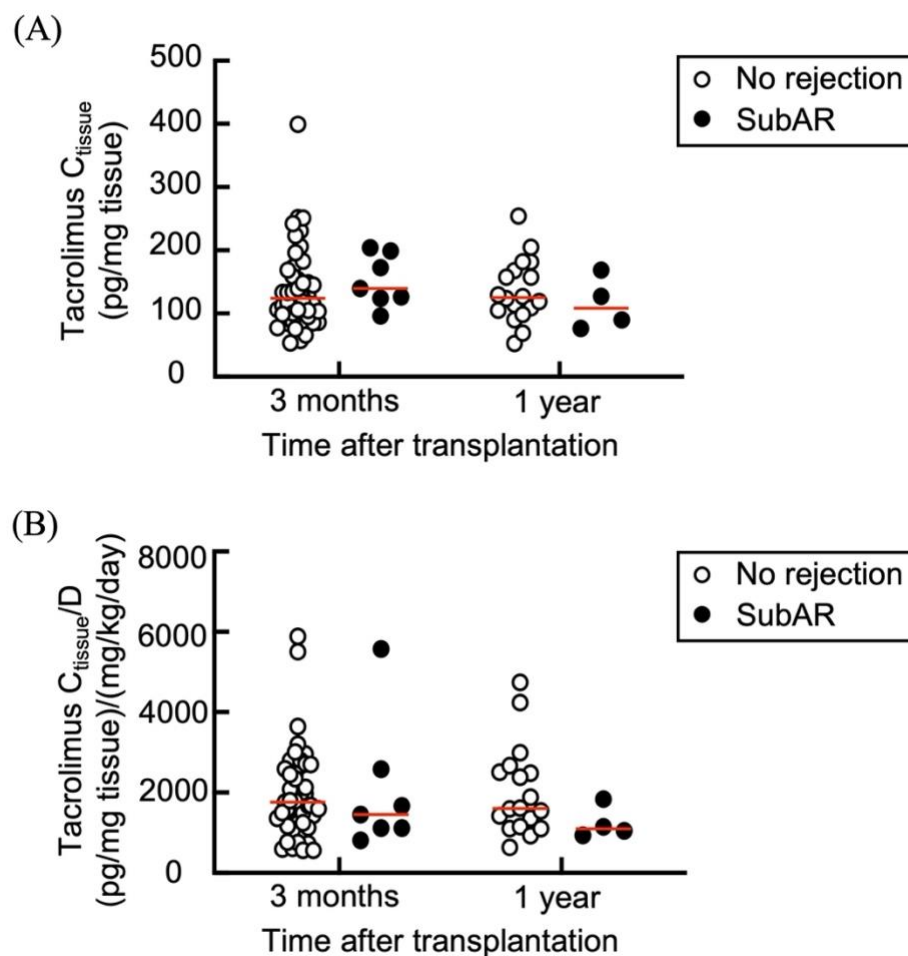 (A)
Tacrolimus Ctissue
(pg/mg tissue)
500
400
300
200
100
0
3 months
1 year
Time after transplantation
No rejection
SubAR
(B)
Tacrolimus Ctissue/D
(pg/mg tissue)/(mg/kg/day)
8000
6000
4000
2000
0
3 months
1 year
Time after transplantation
No rejection
SubAR